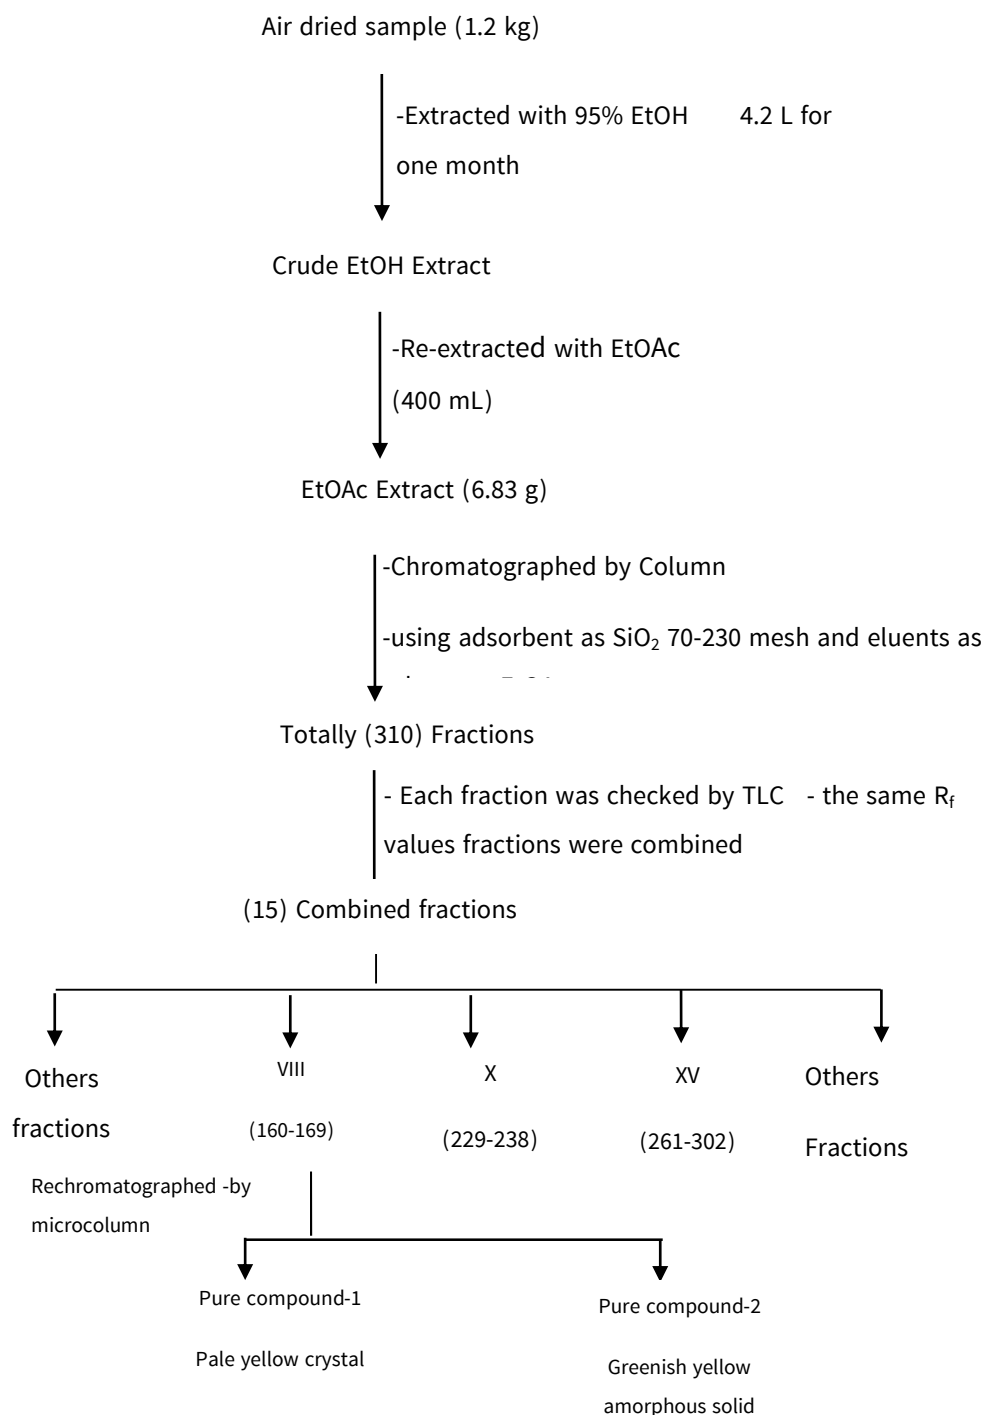 Air dried sample (1.2 kg)
-Extracted with 95% EtOH 4.2 L for
one month
Crude EtOH Extract
-Re-extracted with EtOAc
(400 mL)
EtOAc Extract (6.83 g)
-Chromatographed by Column
-using adsorbent as SiO₂ 70-230 mesh and eluents as
Totally (310) Fractions
- Each fraction was checked by TLC - the same Rf
values fractions were combined
(15) Combined fractions
Others
fractions
VIII
(160-169)
X
(229-238)
XV
(261-302)
Others
Fractions
Rechromatographed -by
microcolumn
Pure compound-1
Pale yellow crystal
Pure compound-2
Greenish yellow
amorphous solid